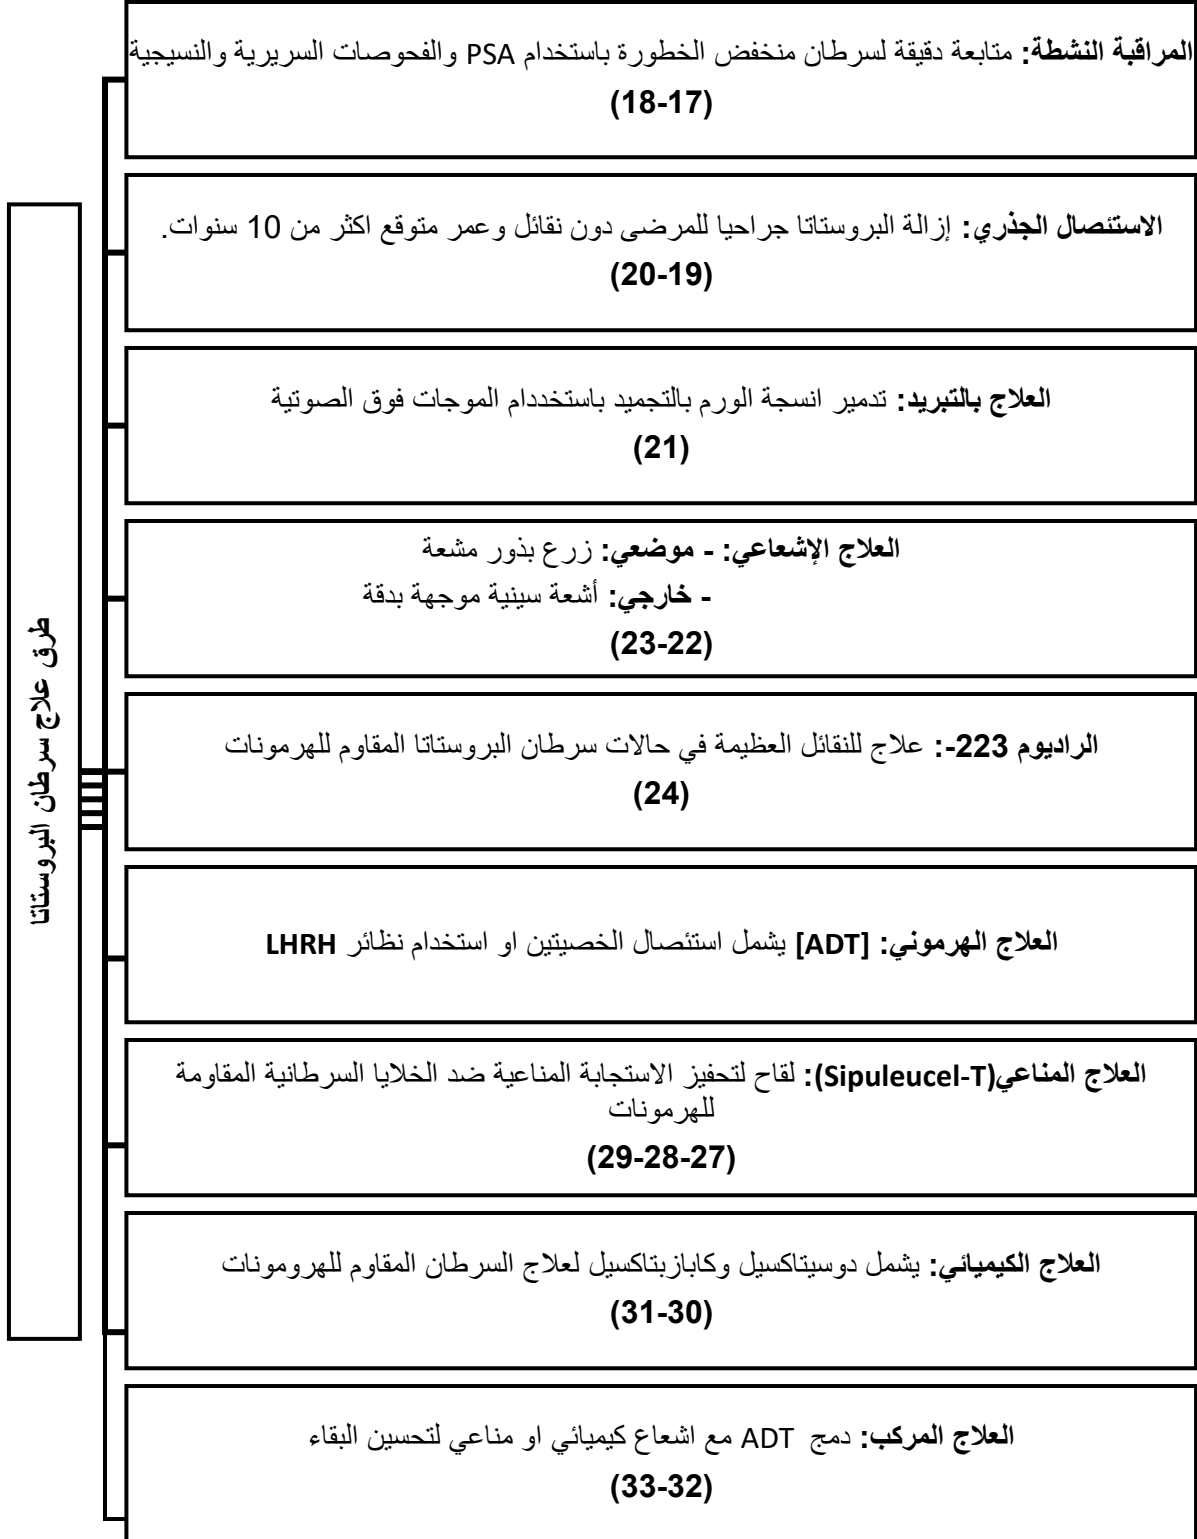 طرق علاج سرطان البروستاتا
المراقبة النشطة: متابعة دقيقة لسرطان منخفض الخطورة باستخدام PSA والفحوصات السريرية والنسيجية
(18-17)
الاستئصال الجذري: إزالة البروستاتا جراحيا للمرضى دون نقائل وعمر متوقع اكثر من 10 سنوات.
(20-19)
العلاج بالتبريد: تدمير انسجة الورم بالتجميد باستخددام الموجات فوق الصوتية
(21)
العلاج الإشعاعي: - موضعي: زرع بذور مشعة
- خارجي: أشعة سينية موجهة بدقة
(23-22)
الراديوم 223-: علاج للنقائل العظيمة في حالات سرطان البروستاتا المقاوم للهرمونات
(24)
العلاج الهرموني: [ADT] يشمل استئصال الخصيتين او استخدام نظائر LHRH
العلاج المناعي(Sipuleucel-T): لقاح لتحفيز الاستجابة المناعية ضد الخلايا السرطانية المقاومة
للهرمونات
(29-28-27)
العلاج الكيميائي: يشمل دوسيتاكسيل وكابازبتاكسيل لعلاج السرطان المقاوم للهرومونات
(31-30)
العلاج المركب: دمج ADT مع اشعاع كيميائي او مناعي لتحسين البقاء
(33-32)